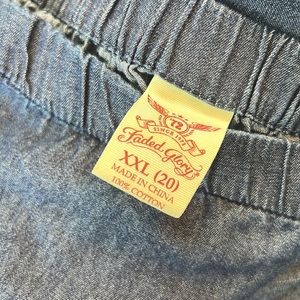 72
SINCE 1972
Faded Glory
XXL (20)
MADE IN CHINA
100% COTTON